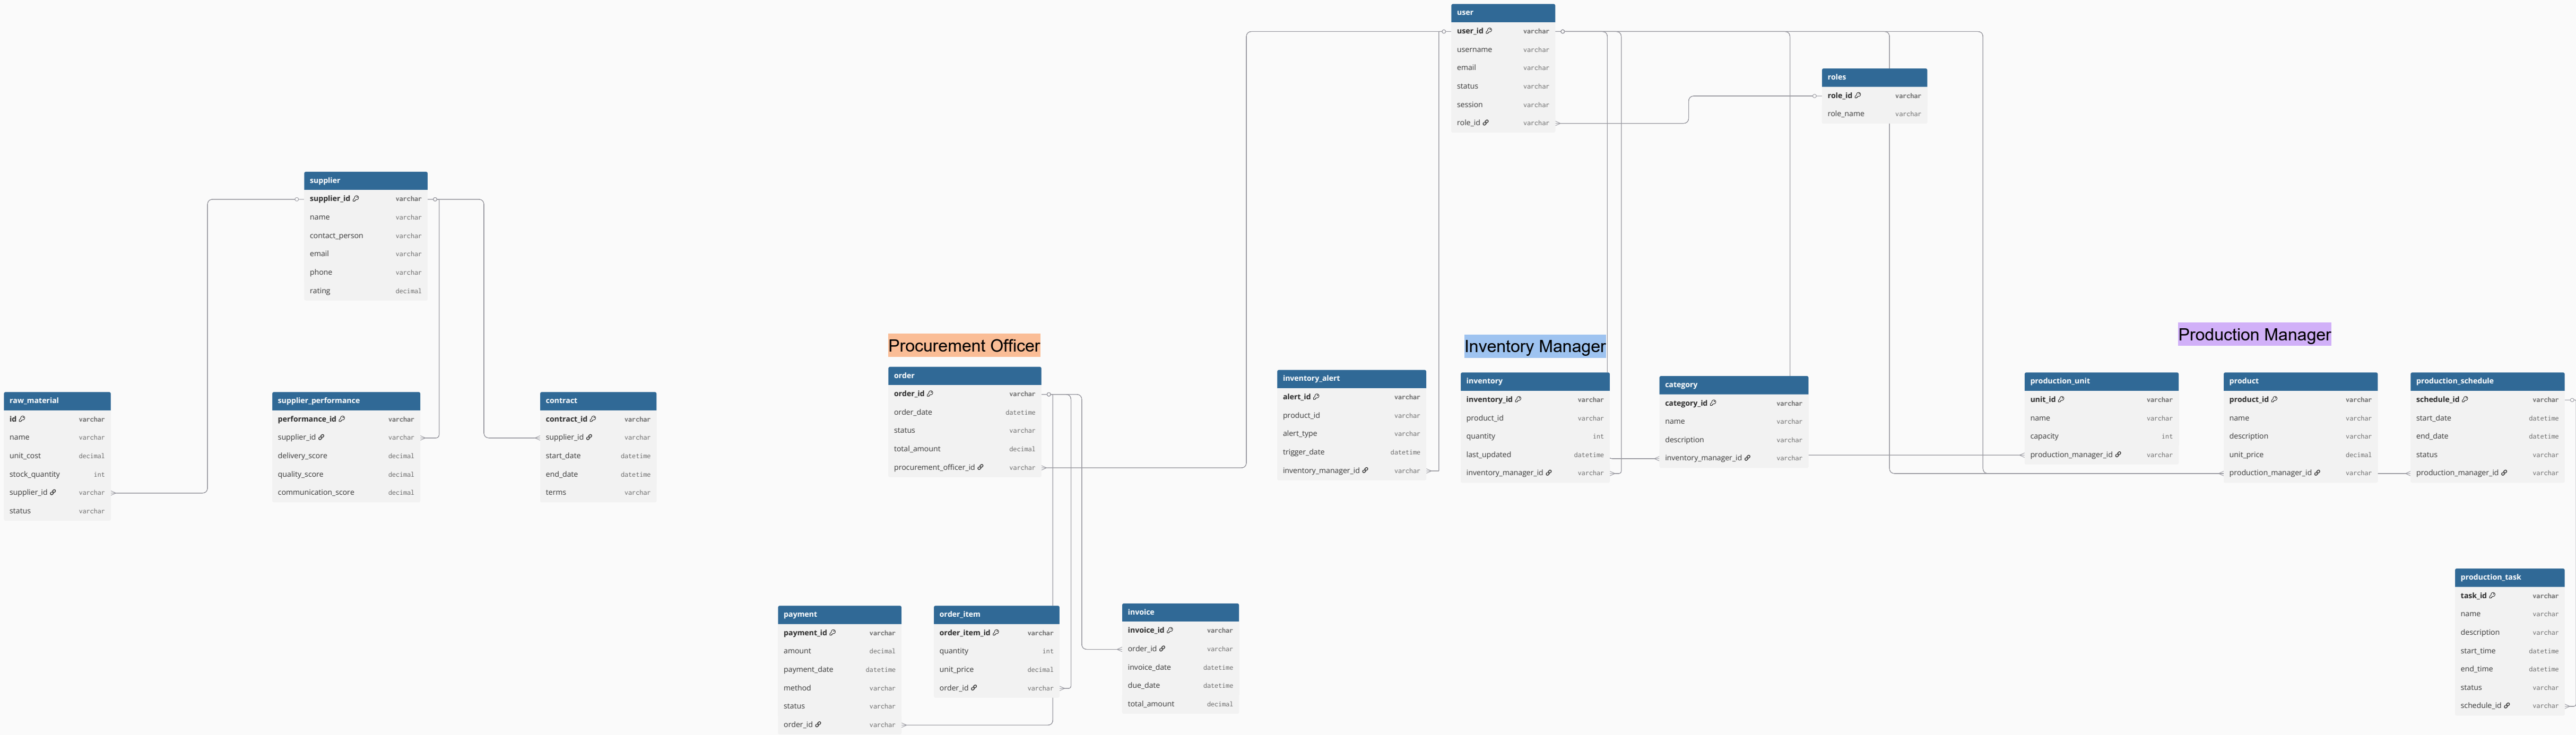 user
user_id varchar
username varchar
email varchar
status varchar
session varchar
role_id varchar
roles
role_id varchar
role_name varchar
supplier
supplier_id varchar
name varchar
contact_person varchar
email varchar
phone varchar
rating decimal
raw_material
id varchar
name varchar
unit_cost decimal
stock_quantity int
supplier_id varchar
status varchar
supplier_performance
performance_id varchar
supplier_id varchar
delivery_score decimal
quality_score decimal
communication_score decimal
contract
contract_id varchar
supplier_id varchar
start_date datetime
end_date datetime
terms varchar
Procurement Officer
order
order_id varchar
order_date datetime
status varchar
total_amount decimal
procurement_officer_id varchar
payment
payment_id varchar
amount decimal
payment_date datetime
method varchar
status varchar
order_id varchar
order_item
order_item_id varchar
quantity int
unit_price decimal
order_id varchar
invoice
invoice_id varchar
order_id varchar
invoice_date datetime
due_date datetime
total_amount decimal
Inventory Manager
inventory_alert
alert_id varchar
product_id varchar
alert_type varchar
trigger_date datetime
inventory_manager_id varchar
inventory
inventory_id varchar
product_id varchar
quantity int
last_updated datetime
inventory_manager_id varchar
category
category_id varchar
name varchar
description varchar
inventory_manager_id varchar
Production Manager
production_unit
unit_id varchar
name varchar
capacity int
production_manager_id varchar
product
product_id varchar
name varchar
description varchar
unit_price decimal
production_manager_id varchar
production_schedule
schedule_id varchar
start_date datetime
end_date datetime
status varchar
production_manager_id varchar
production_task
task_id varchar
name varchar
description varchar
start_time datetime
end_time datetime
status varchar
schedule_id varchar